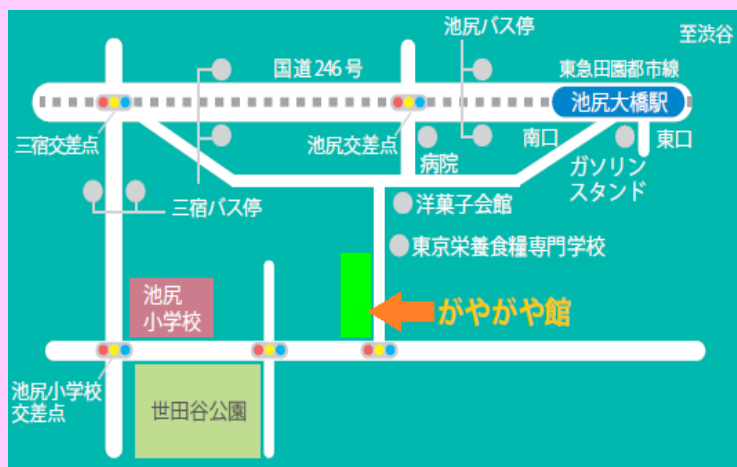 池尻バス停
至渋谷
国道246号
東急田園都市線
池尻大橋駅
三宿交差点
池尻交差点
病院
南口
東口
ガソリン
スタンド
三宿バス停
洋菓子会館
東京栄養食糧専門学校
池尻
小学校
がやがや館
池尻小学校
交差点
世田谷公園